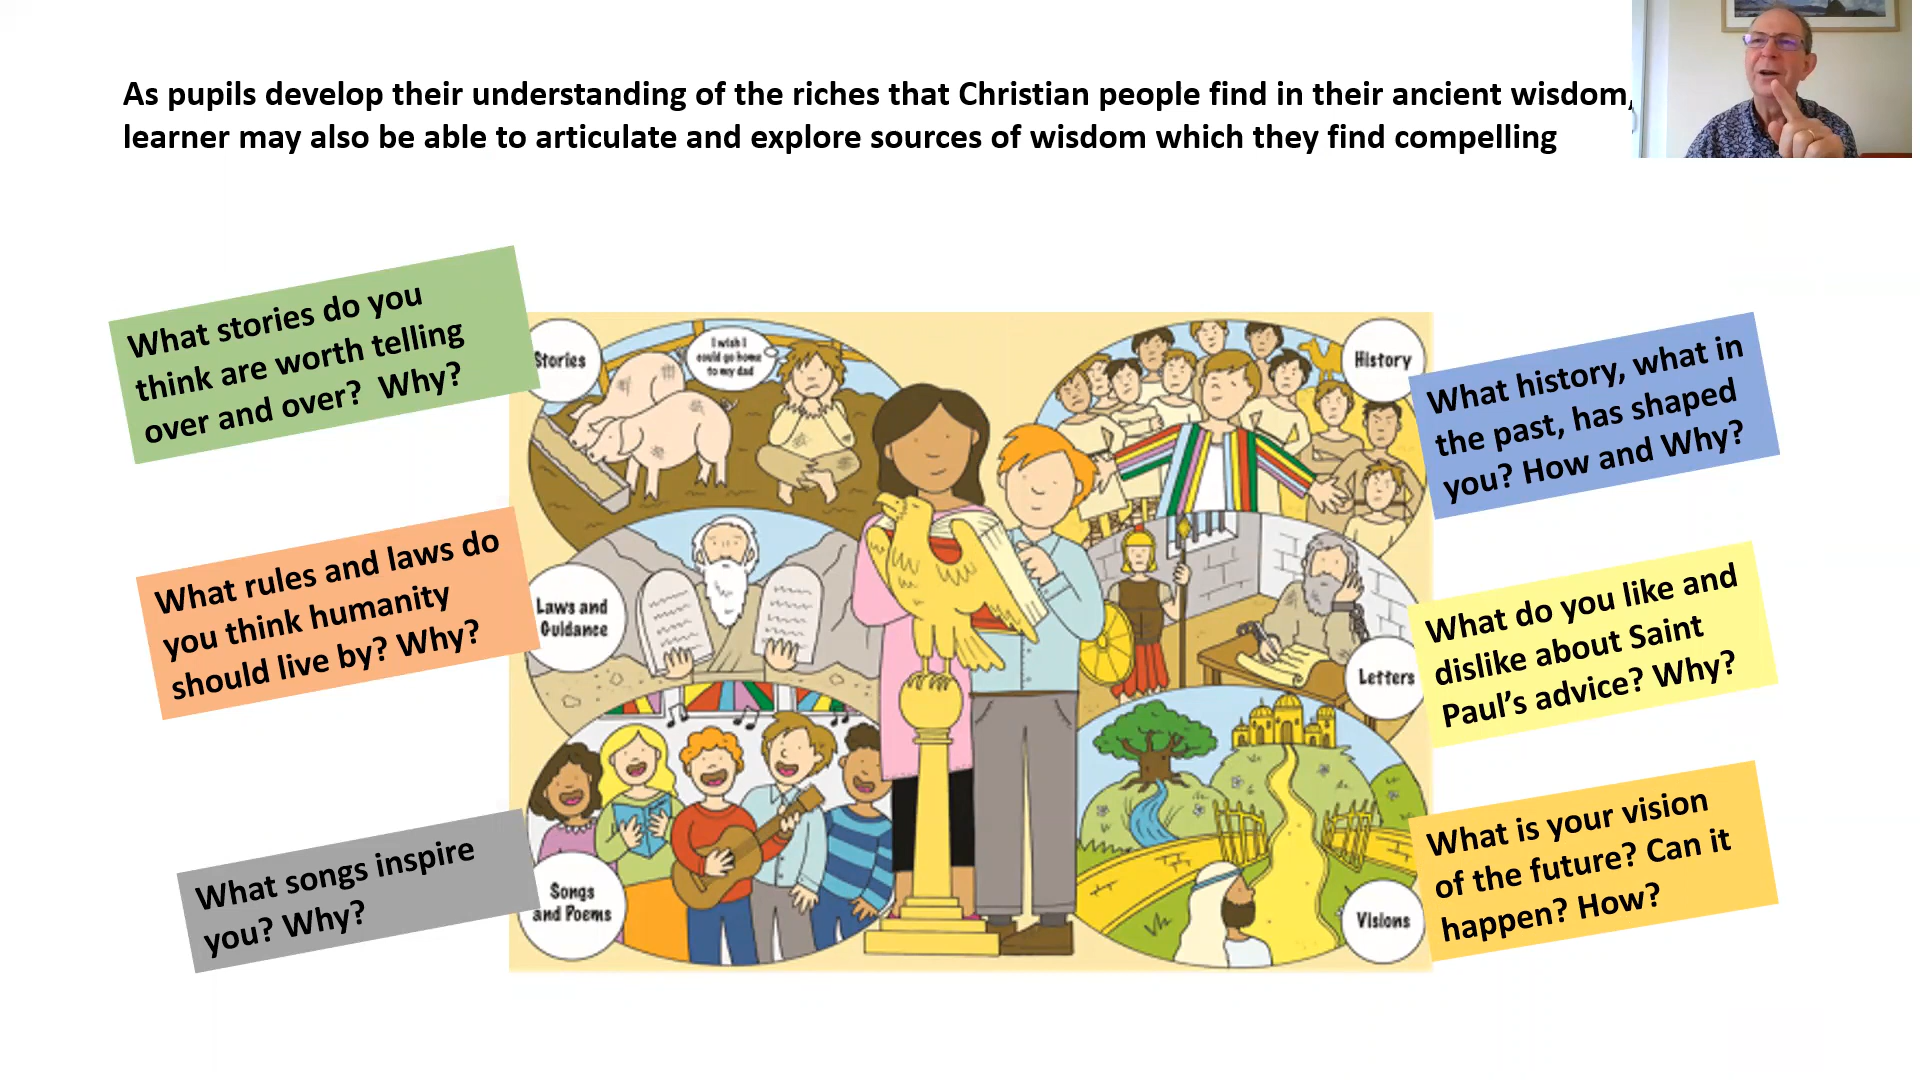 As pupils develop their understanding of the riches that Christian people find in their ancient wisdom,
learner may also be able to articulate and explore sources of wisdom which they find compelling
What stories do you
think are worth telling
over and over? Why?
What rules and laws do
you think humanity
should live by? Why?
What songs inspire
you? Why?
Stories
I wish I
could go home
to my dad
Laws and
Guidance
Songs
and Poems
History
Letters
Visions
What history, what in
the past, has shaped
you? How and Why?
What do you like and
dislike about Saint
Paul's advice? Why?
What is your vision
of the future? Can it
happen? How?